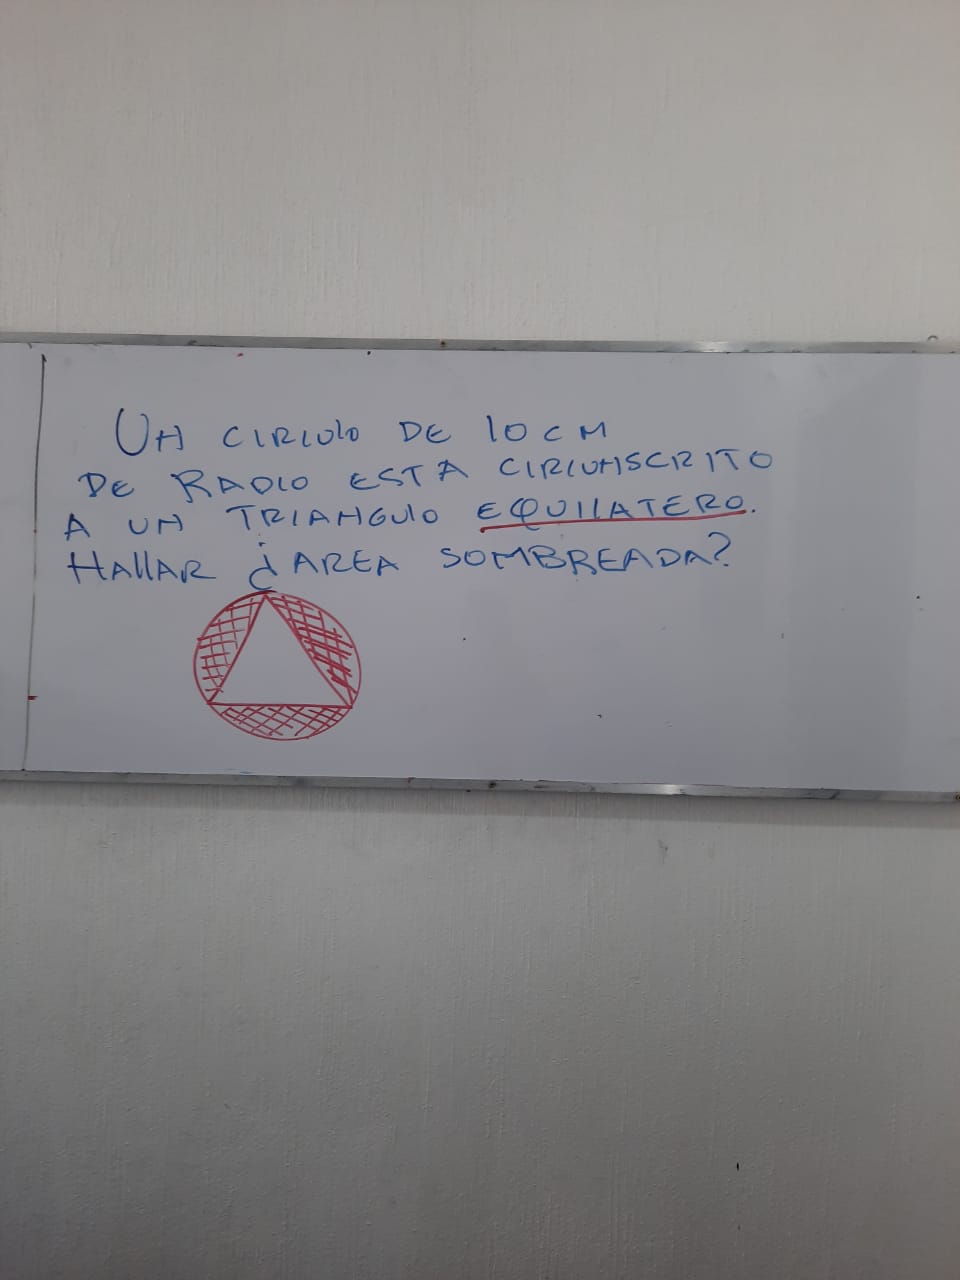 UN CIRCULO DE 10 CM
DE RADIO ESTA CIRCUNSCRITO
A UN TRIANGULO EQUILATERO.
HALLAR ¿AREA SOMBREADA?